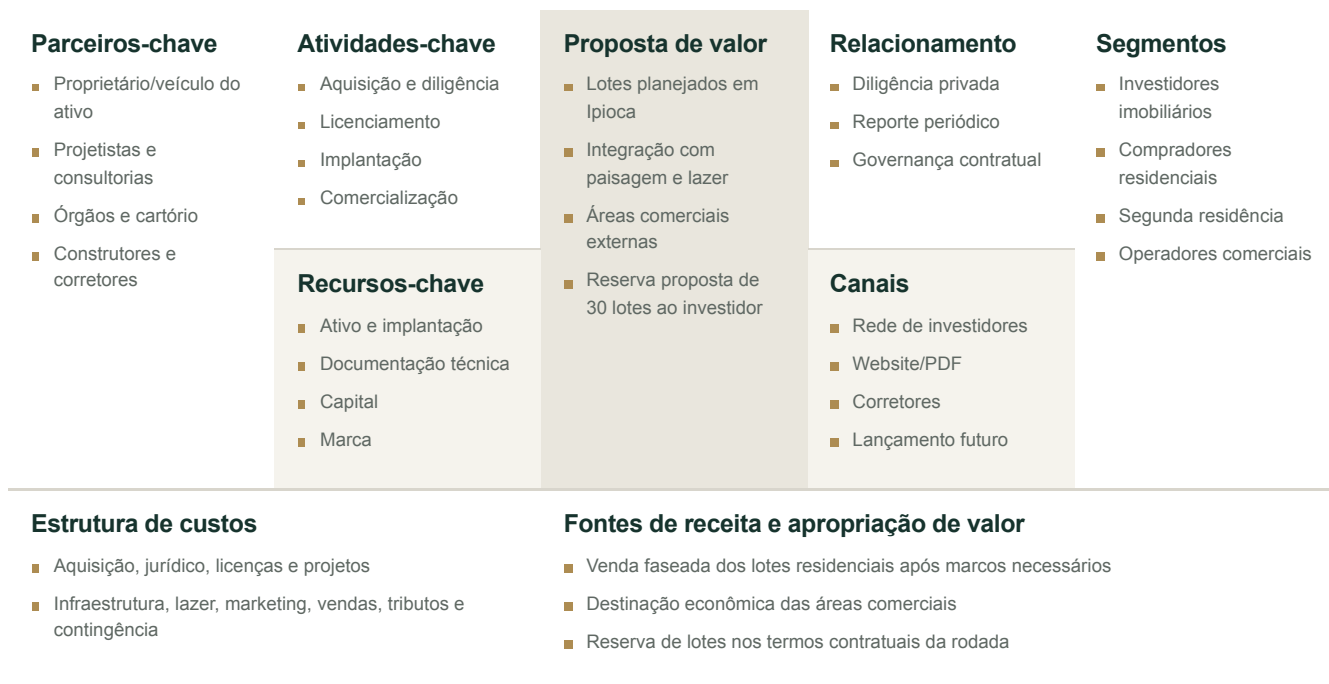 Parceiros-chave
Proprietário/veículo do
ativo
Projetistas e
consultorias
Órgãos e cartório
Construtores e
corretores
Atividades-chave
Aquisição e diligência
Licenciamento
Implantação
Comercialização
Recursos-chave
Ativo e implantação
Documentação técnica
Capital
Marca
Proposta de valor
Lotes planejados em
Ipioca
Integração com
paisagem e lazer
Áreas comerciais
externas
Reserva proposta de
30 lotes ao investidor
Relacionamento
Diligência privada
Reporte periódico
Governança contratual
Canais
Rede de investidores
Website/PDF
Corretores
Lançamento futuro
Segmentos
Investidores
imobiliários
Compradores
residenciais
Segunda residência
Operadores comerciais
Estrutura de custos
Aquisição, jurídico, licenças e projetos
Infraestrutura, lazer, marketing, vendas, tributos e
contingência
Fontes de receita e apropriação de valor
Venda faseada dos lotes residenciais após marcos necessários
Destinação econômica das áreas comerciais
Reserva de lotes nos termos contratuais da rodada